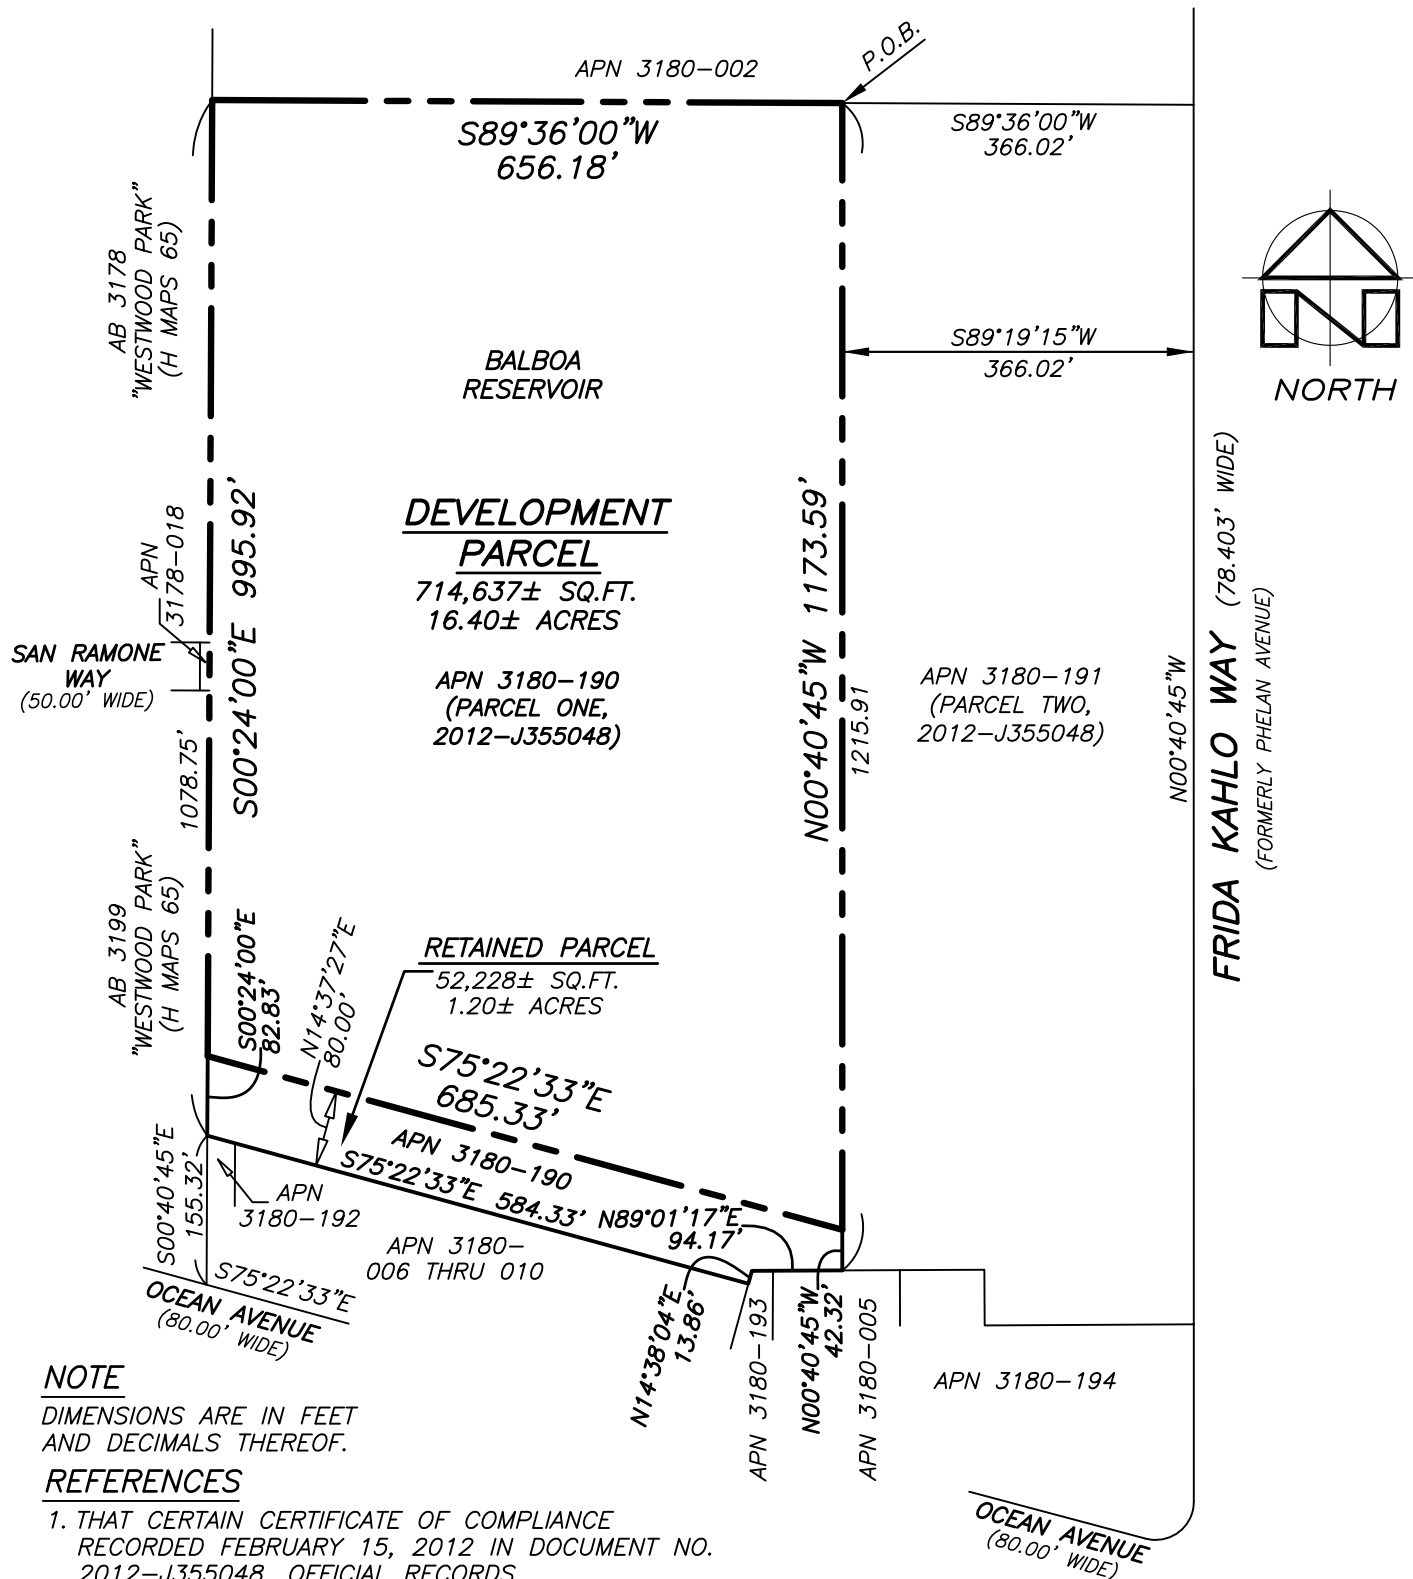 APN 3180-002
P.O.B.
S89°36'00"W
656.18'
S89°36'00"W
366.02'
AB 3178
"WESTWOOD PARK"
(H MAPS 65)
BALBOA
RESERVOIR
S89°19'15"W
366.02'
NORTH
DEVELOPMENT
PARCEL
714,637± SQ.FT.
16.40± ACRES
APN 3180-190
(PARCEL ONE,
2012-J355048)
S00°24'00"E 995.92'
N00°40'45"W 1173.59'
1215.91
APN
3178-018
SAN RAMONE
WAY
(50.00' WIDE)
1078.75'
APN 3180-191
(PARCEL TWO,
2012-J355048)
N00°40'45"W
FRIDA KAHLO WAY (78.403' WIDE)
(FORMERLY PHELAN AVENUE)
AB 3199
"WESTWOOD PARK"
(H MAPS 65)
S00°24'00"E
82.83'
N14°37'27"E
80.00'
RETAINED PARCEL
52,228± SQ.FT.
1.20± ACRES
S75°22'33"E
685.33'
APN 3180-190
S75°22'33"E 584.33'
N89°01'17"E
94.17'
S00°40'45"E
155.32'
APN
3180-192
APN 3180-
006 THRU 010
S75°22'33"E
OCEAN AVENUE
(80.00' WIDE)
N14°38'04"E
13.86'
APN 3180-193
N00°40'45"W
42.32'
APN 3180-005
APN 3180-194
OCEAN AVENUE
(80.00' WIDE)
NOTE
DIMENSIONS ARE IN FEET
AND DECIMALS THEREOF.
REFERENCES
1. THAT CERTAIN CERTIFICATE OF COMPLIANCE
RECORDED FEBRUARY 15, 2012 IN DOCUMENT NO.
2012-J355048, OFFICIAL RECORDS